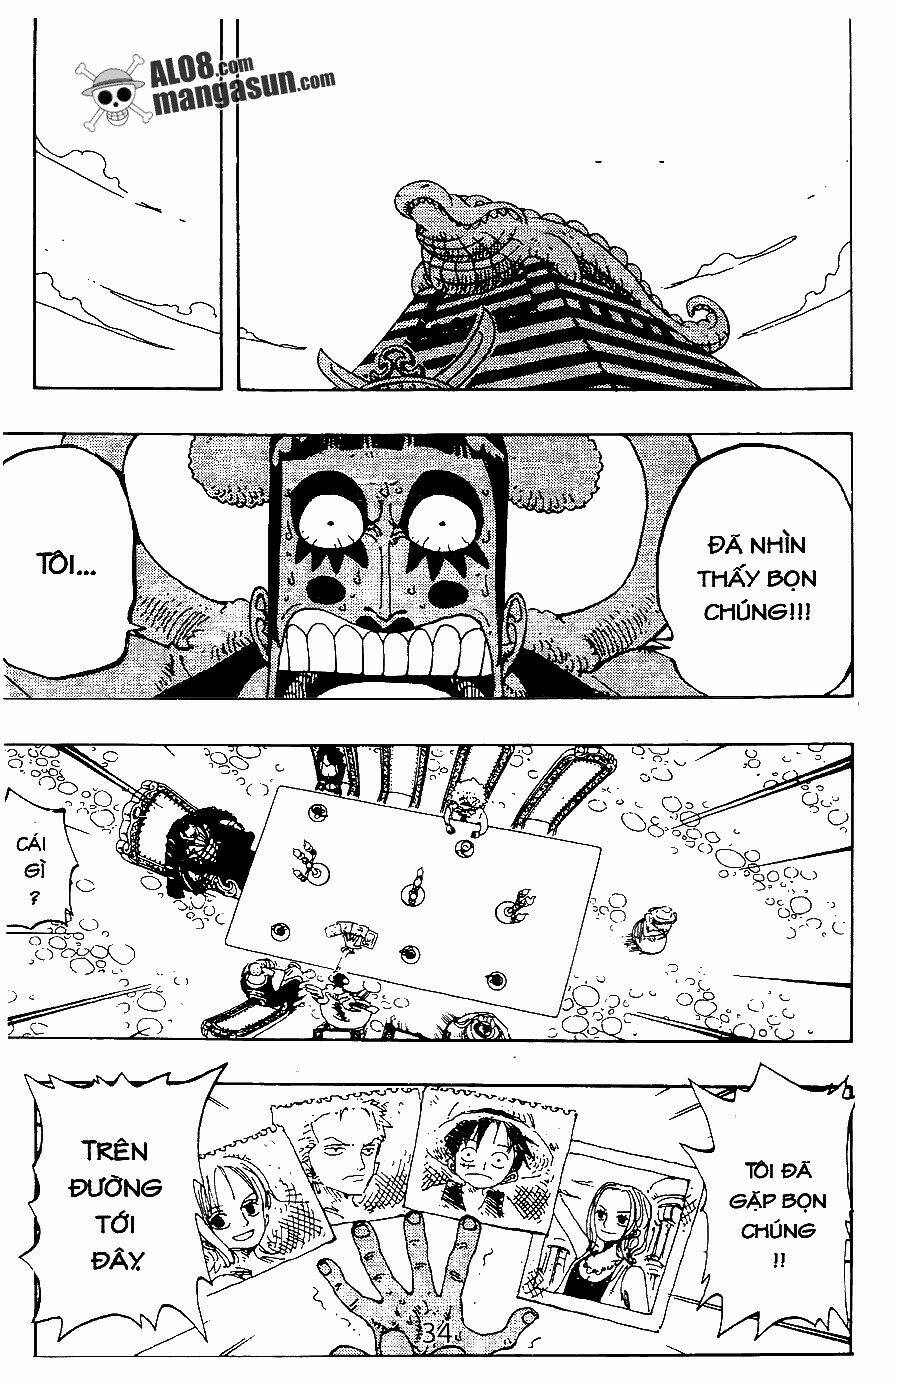 ALO8.com
mangasun.com
ĐÃ NHÌN
THẤY BỌN
CHÚNG!!!
TÔI...
CÁI
GÌ
?
TÔI ĐÃ
GẶP BỌN
CHÚNG
!!
TRÊN
ĐƯỜNG
TỚI
ĐÂY.
34